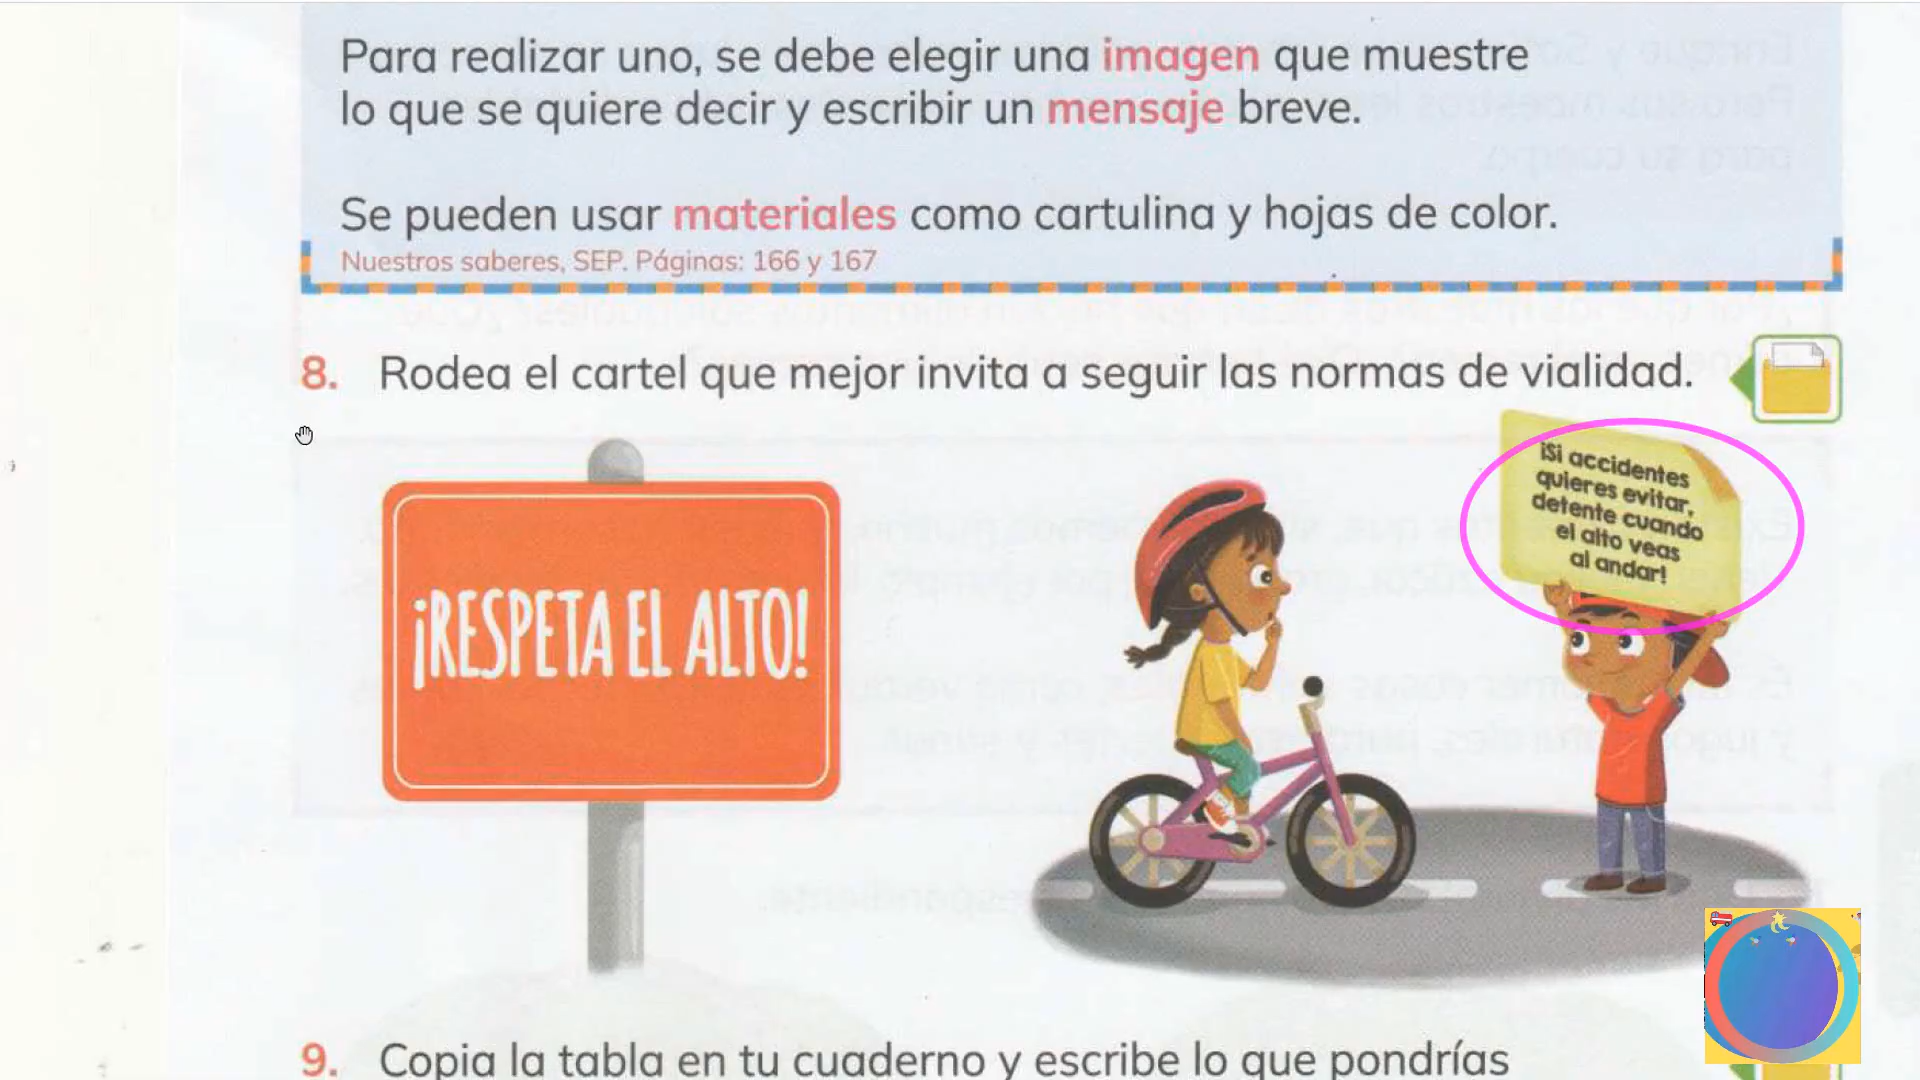 Para realizar uno, se debe elegir una imagen que muestre
lo que se quiere decir y escribir un mensaje breve.
Se pueden usar materiales como cartulina y hojas de color.
Nuestros saberes, SEP. Páginas: 166 y 167
8. Rodea el cartel que mejor invita a seguir las normas de vialidad.
¡RESPETA EL ALTO!
¡Si accidentes
quieres evitar,
detente cuando
el alto veas
al andar!
9. Copia la tabla en tu cuaderno y escribe lo que pondrías